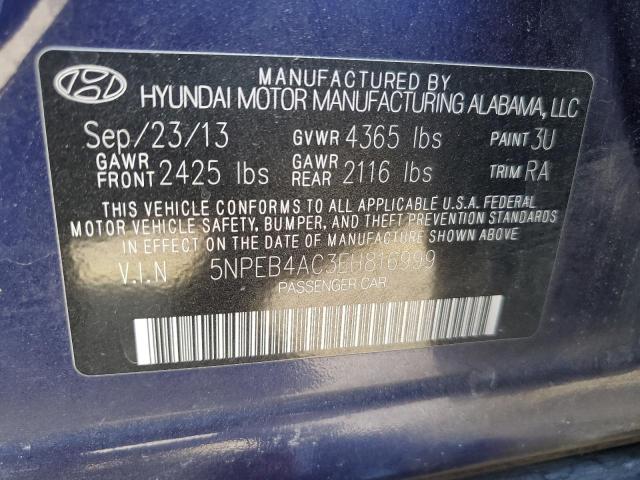 MANUFACTURED BY
HYUNDAI MOTOR MANUFACTURING ALABAMA, LLC
Sep/23/13 GVWR 4365 lbs PAINT 3U
GAWR FRONT 2425 lbs GAWR REAR 2116 lbs TRIM RA
THIS VEHICLE CONFORMS TO ALL APPLICABLE U.S.A. FEDERAL
MOTOR VEHICLE SAFETY, BUMPER, AND THEFT PREVENTION STANDARDS
IN EFFECT ON THE DATE OF MANUFACTURE SHOWN ABOVE.
V.I.N 5NPEB4AC3EH816999
PASSENGER CAR